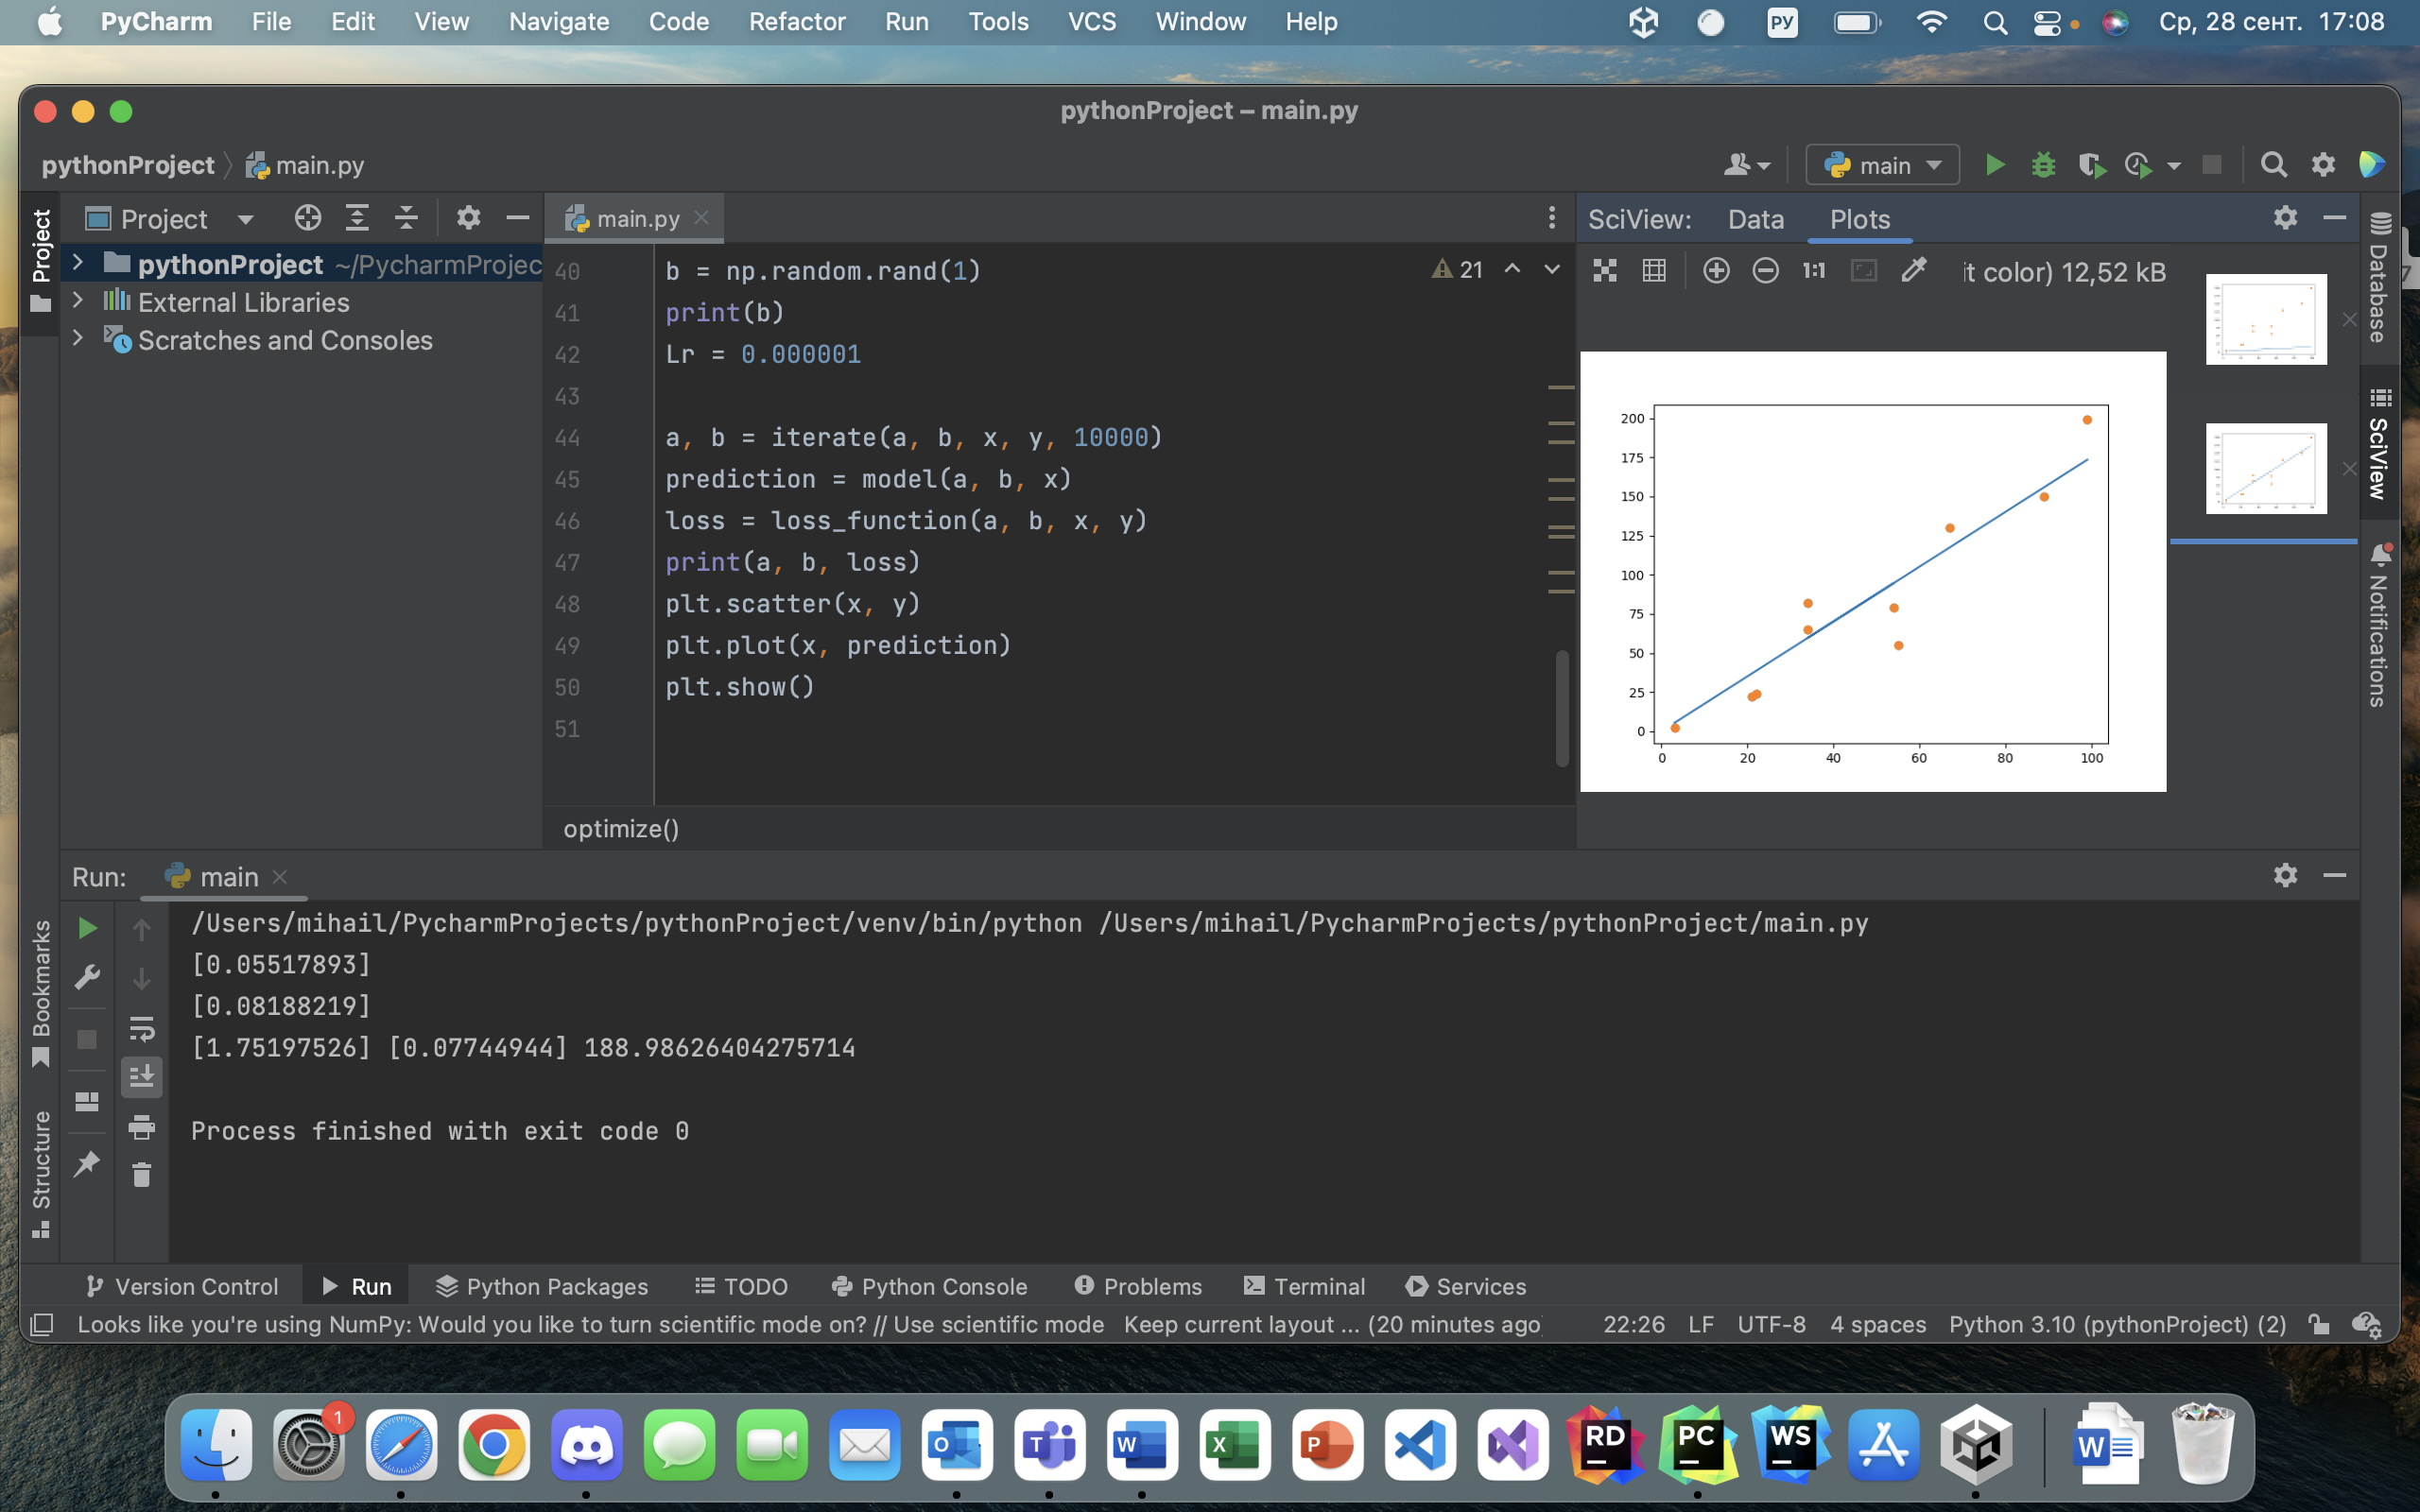 PyCharm File Edit View Navigate Code Refactor Run Tools VCS Window Help РУ Ср, 28 сент. 17:08
pythonProject – main.py
pythonProject main.py main
Project main.py SciView: Data Plots
Project
pythonProject ~/PycharmProjec
External Libraries
Scratches and Consoles
40 b = np.random.rand(1)
41 print(b)
42 Lr = 0.000001
43
44 a, b = iterate(a, b, x, y, 10000)
45 prediction = model(a, b, x)
46 loss = loss_function(a, b, x, y)
47 print(a, b, loss)
48 plt.scatter(x, y)
49 plt.plot(x, prediction)
50 plt.show()
51
21
optimize()
1:1 it color) 12,52 kB
200
175
150
125
100
75
50
25
0
0 20 40 60 80 100
Database
SciView
Notifications
Run: main
/Users/mihail/PycharmProjects/pythonProject/venv/bin/python /Users/mihail/PycharmProjects/pythonProject/main.py
[0.05517893]
[0.08188219]
[1.75197526] [0.07744944] 188.98626404275714
Process finished with exit code 0
Bookmarks
Structure
Version Control Run Python Packages TODO Python Console Problems Terminal Services
Looks like you're using NumPy: Would you like to turn scientific mode on? // Use scientific mode Keep current layout ... (20 minutes ago 22:26 LF UTF-8 4 spaces Python 3.10 (pythonProject) (2)
1 O T W X P RD PC WS W